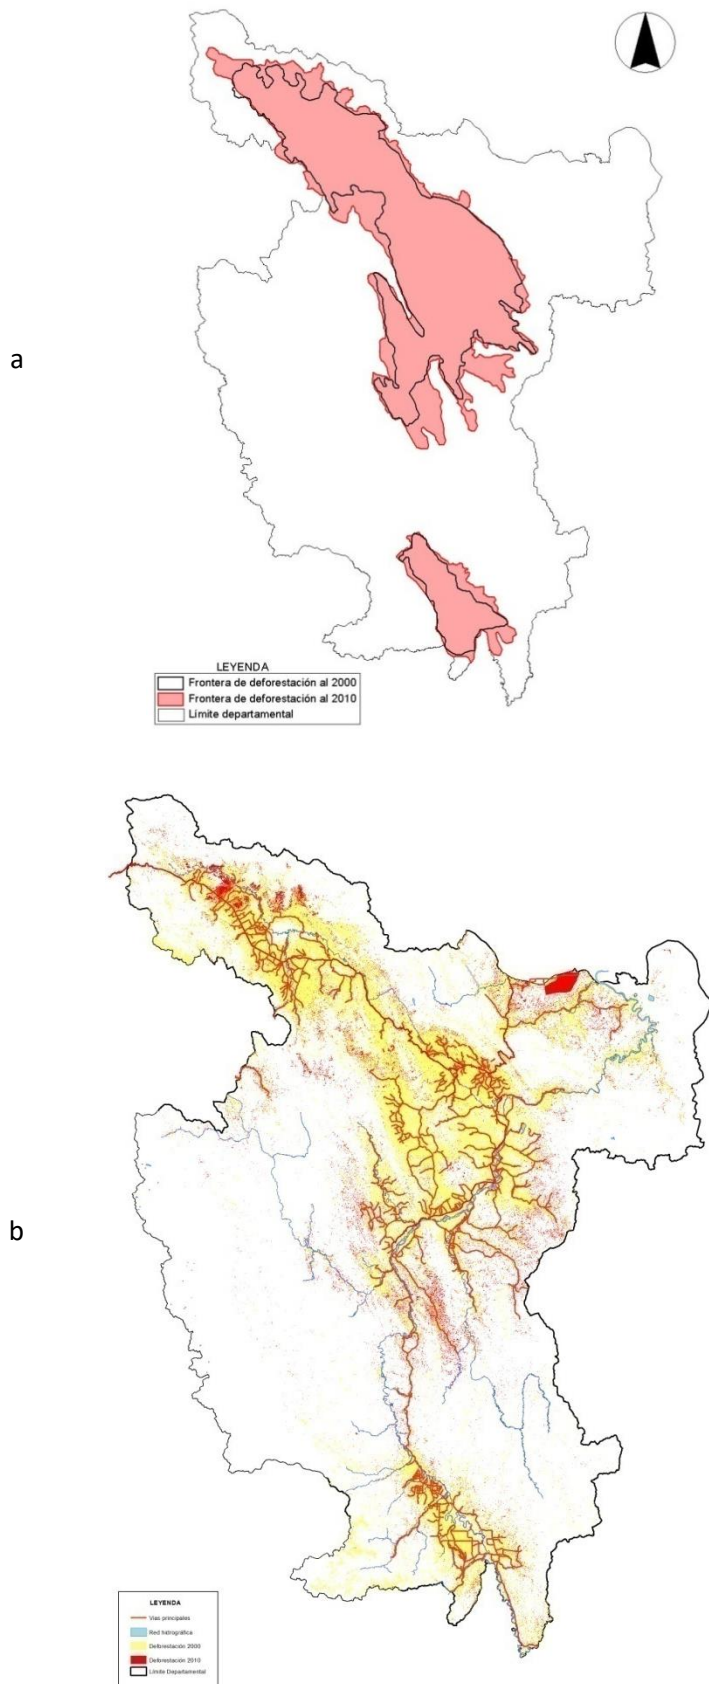 a
LEYENDA
Frontera de deforestación al 2000
Frontera de deforestación al 2010
Límite departamental
b
LEYENDA
Vías principales
Red hidrográfica
Deforestación 2000
Deforestación 2010
Límite Departamental